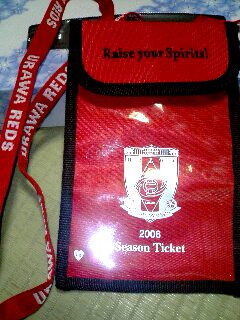 Raise your Spirits!
2008
Season Ticket
URAWA REDS
URAWA REDS